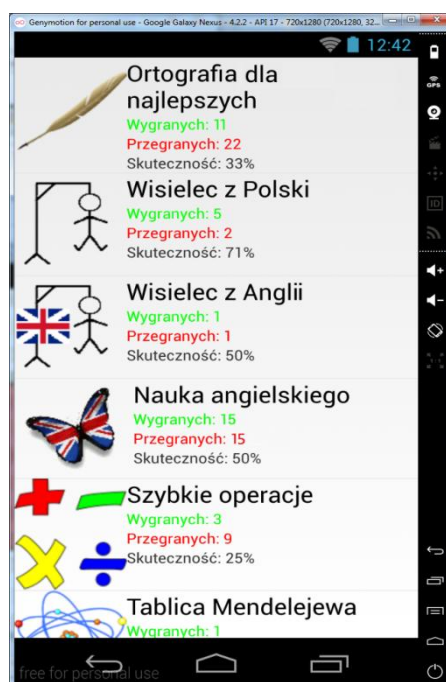 Genymotion for personal use - Google Galaxy Nexus - 4.2.2 - API 17 - 720x1280 (720x1280, 32...
12:42
Ortografia dla
najlepszych
Wygranych: 11
Przegranych: 22
Skuteczność: 33%
Wisielec z Polski
Wygranych: 5
Przegranych: 2
Skuteczność: 71%
Wisielec z Anglii
Wygranych: 1
Przegranych: 1
Skuteczność: 50%
Nauka angielskiego
Wygranych: 15
Przegranych: 15
Skuteczność: 50%
Szybkie operacje
Wygranych: 3
Przegranych: 9
Skuteczność: 25%
Tablica Mendelejewa
Wygranych: 1
free for personal use
GPS
ID